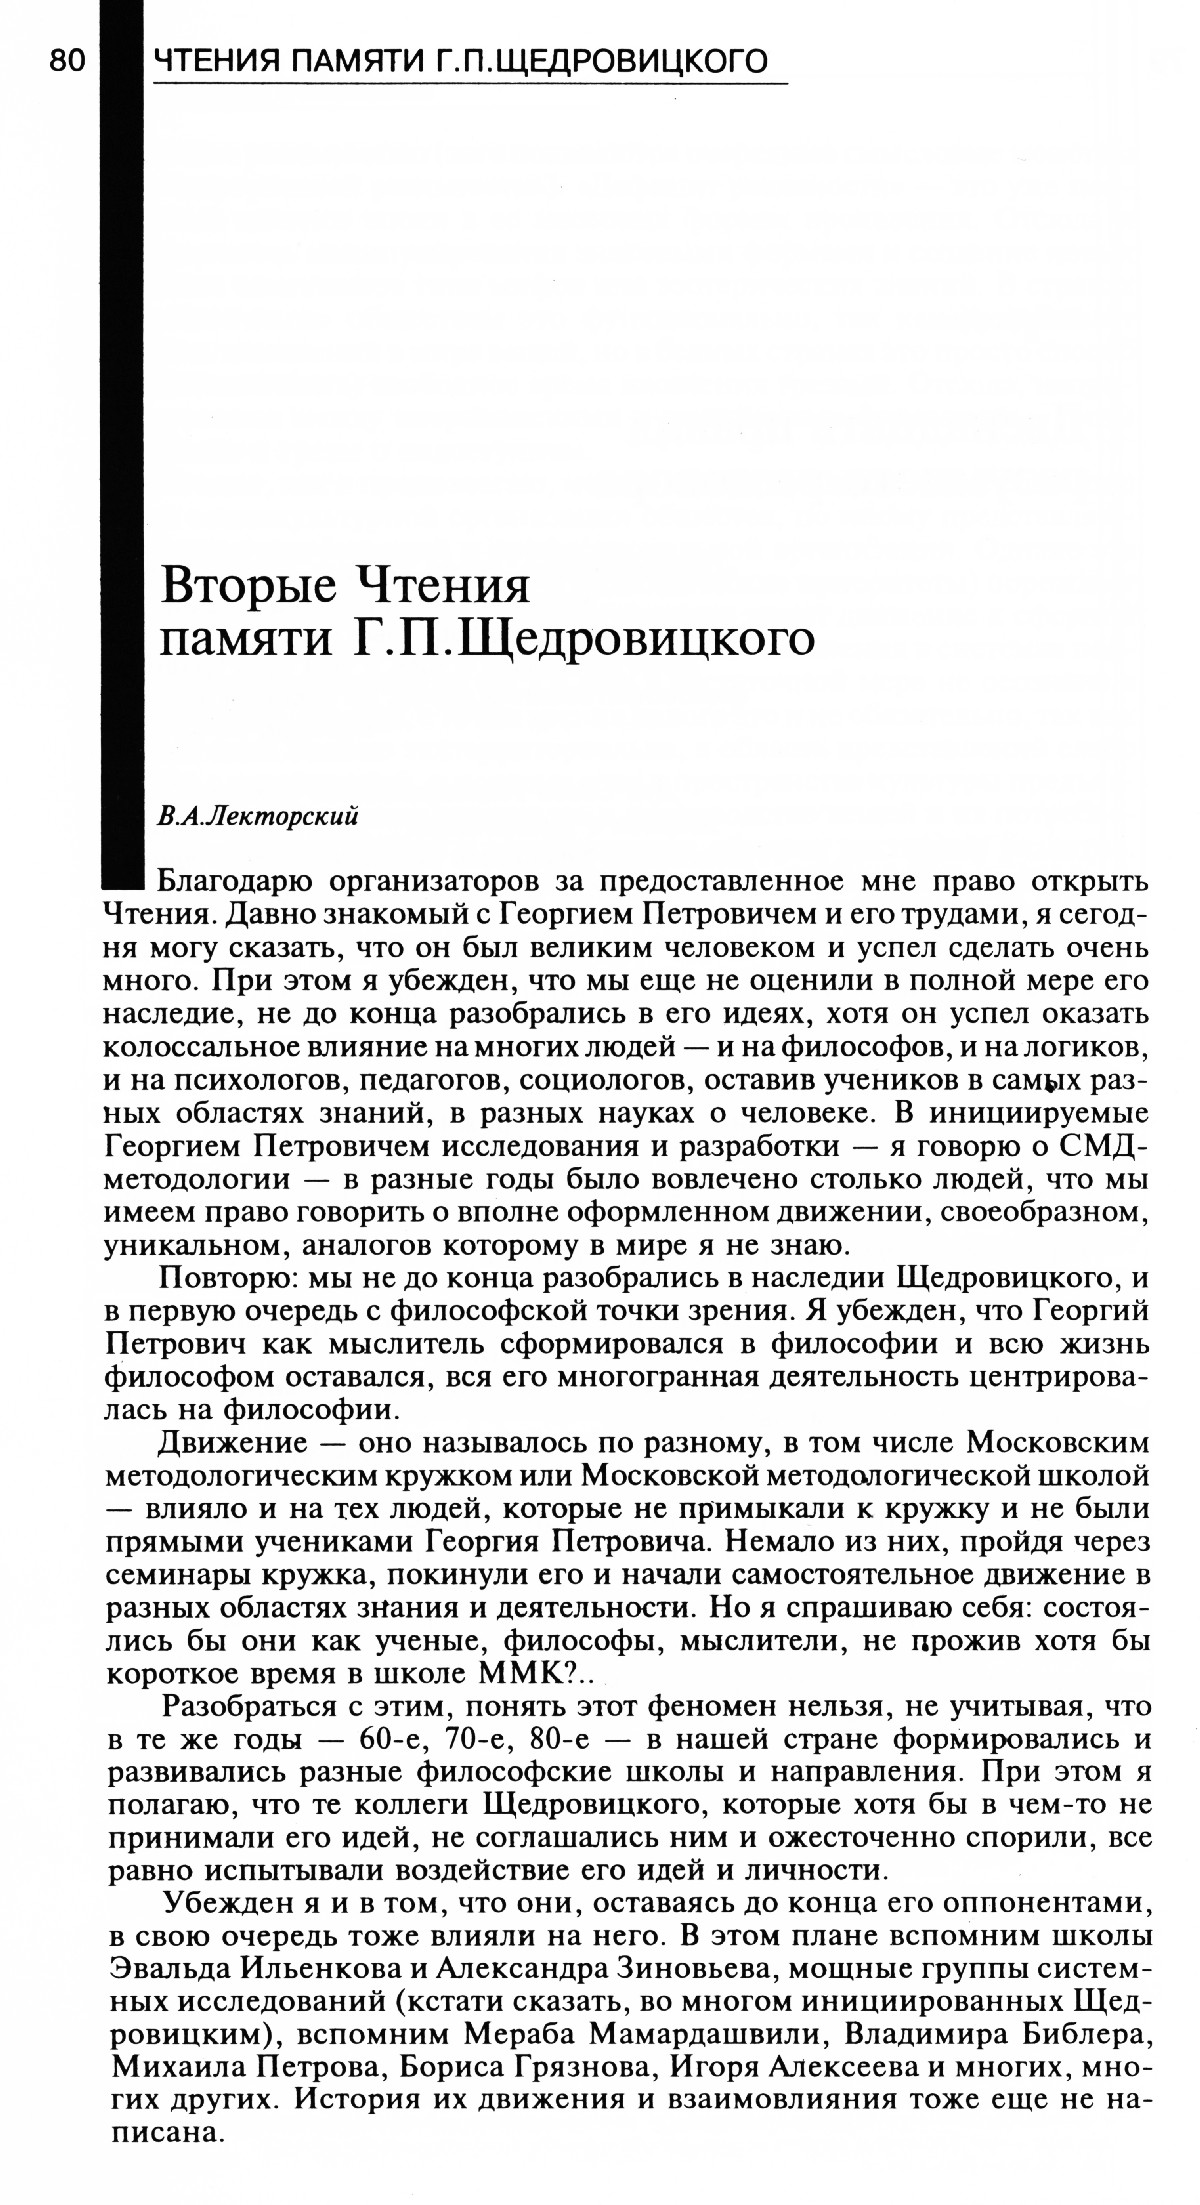 80
ЧТЕНИЯ ПАМЯТИ Г.П.ЩЕДРОВИЦКОГО
Вторые Чтения
памяти Г.П.Щедровицкого
В.А.Лекторский
Благодарю организаторов за предоставленное мне право открыть
Чтения. Давно знакомый с Георгием Петровичем и его трудами, я сегод-
ня могу сказать, что он был великим человеком и успел сделать очень
много. При этом я убежден, что мы еще не оценили в полной мере его
наследие, не до конца разобрались в его идеях, хотя он успел оказать
колоссальное влияние на многих людей — и на философов, и на логиков,
и на психологов, педагогов, социологов, оставив учеников в самых раз-
ных областях знаний, в разных науках о человеке. В инициируемые
Георгием Петровичем исследования и разработки — я говорю о СМД-
методологии — в разные годы было вовлечено столько людей, что мы
имеем право говорить о вполне оформленном движении, своеобразном,
уникальном, аналогов которому в мире я не знаю.
Повторю: мы не до конца разобрались в наследии Щедровицкого, и
в первую очередь с философской точки зрения. Я убежден, что Георгий
Петрович как мыслитель сформировался в философии и всю жизнь
философом оставался, вся его многогранная деятельность центрирова-
лась на философии.
Движение — оно называлось по разному, в том числе Московским
методологическим кружком или Московской методологической школой
— влияло и на тех людей, которые не примыкали к кружку и не были
прямыми учениками Георгия Петровича. Немало из них, пройдя через
семинары кружка, покинули его и начали самостоятельное движение в
разных областях знания и деятельности. Но я спрашиваю себя: состоя-
лись бы они как ученые, философы, мыслители, не прожив хотя бы
короткое время в школе ММК?..
Разобраться с этим, понять этот феномен нельзя, не учитывая, что
в те же годы — 60-е, 70-е, 80-е — в нашей стране формировались и
развивались разные философские школы и направления. При этом я
полагаю, что те коллеги Щедровицкого, которые хотя бы в чем-то не
принимали его идей, не соглашались ним и ожесточенно спорили, все
равно испытывали воздействие его идей и личности.
Убежден я и в том, что они, оставаясь до конца его оппонентами,
в свою очередь тоже влияли на него. В этом плане вспомним школы
Эвальда Ильенкова и Александра Зиновьева, мощные группы систем-
ных исследований (кстати сказать, во многом инициированных Щед-
ровицким), вспомним Мераба Мамардашвили, Владимира Библера,
Михаила Петрова, Бориса Грязнова, Игоря Алексеева и многих, мно-
гих других. История их движения и взаимовлияния тоже еще не на-
писана.